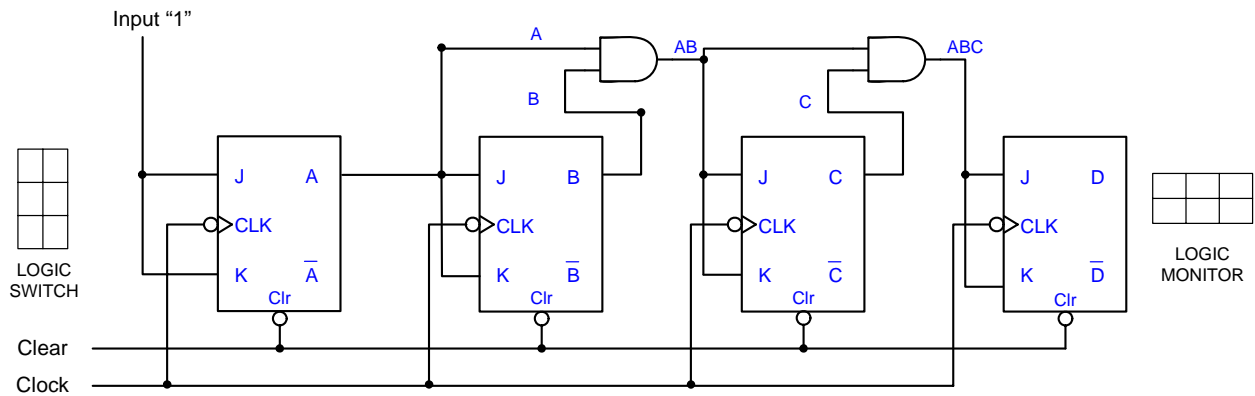 Input “1”
A
AB
ABC
B
C
J
A
J
B
J
C
J
D
CLK
CLK
CLK
CLK
K
A̅
K
B̅
K
C̅
K
D̅
Clr
Clr
Clr
Clr
LOGIC
SWITCH
LOGIC
MONITOR
Clear
Clock